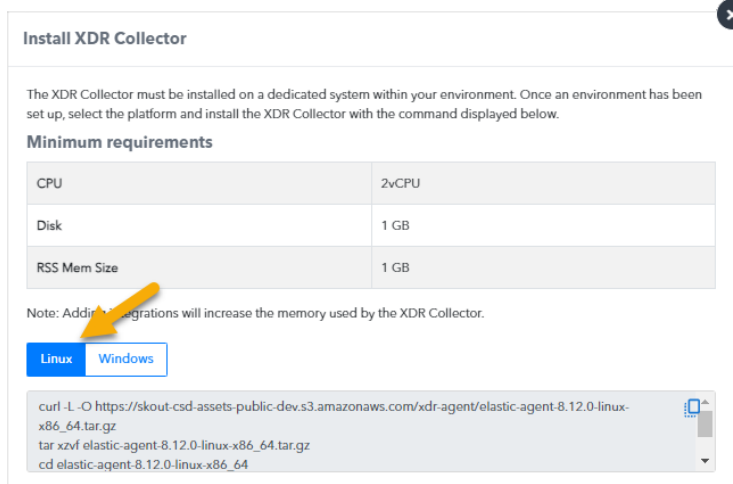 Install XDR Collector
The XDR Collector must be installed on a dedicated system within your environment. Once an environment has been
set up, select the platform and install the XDR Collector with the command displayed below.
Minimum requirements
CPU 2vCPU
Disk 1 GB
RSS Mem Size 1 GB
Note: Adding integrations will increase the memory used by the XDR Collector.
Linux Windows
curl -L -O https://skout-csd-assets-public-dev.s3.amazonaws.com/xdr-agent/elastic-agent-8.12.0-linux-
x86_64.tar.gz
tar xzvf elastic-agent-8.12.0-linux-x86_64.tar.gz
cd elastic-agent-8.12.0-linux-x86_64